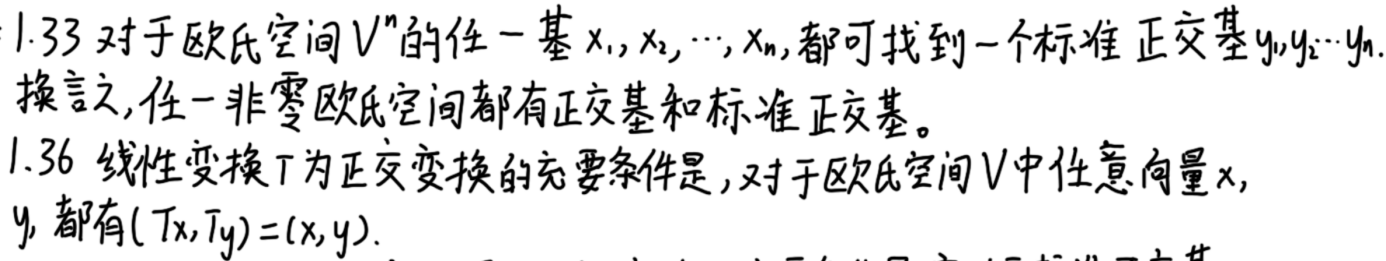 1.33 对于欧氏空间Vⁿ的任一基x₁, x₂, ⋯, xₙ, 都可找到一个标准正交基y₁,y₂⋯yₙ.
换言之,任一非零欧氏空间都有正交基和标准正交基。
1.36 线性变换T为正交变换的充要条件是,对于欧氏空间V中任意向量x,
y, 都有(Tx,Ty)=(x,y).